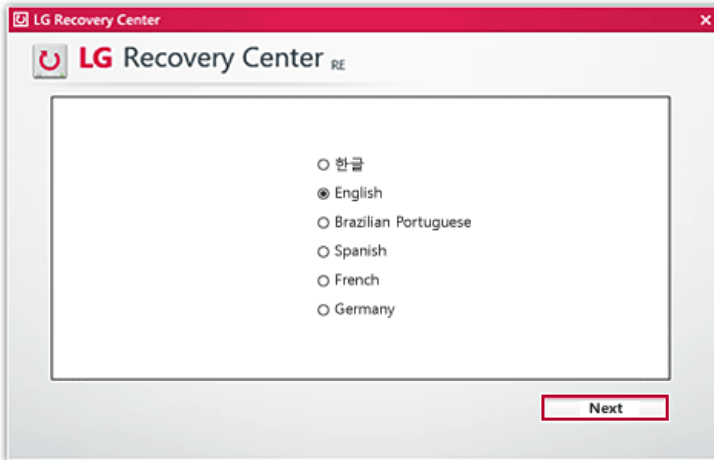 LG Recovery Center
LG Recovery Center RE
한글
English
Brazilian Portuguese
Spanish
French
Germany
Next